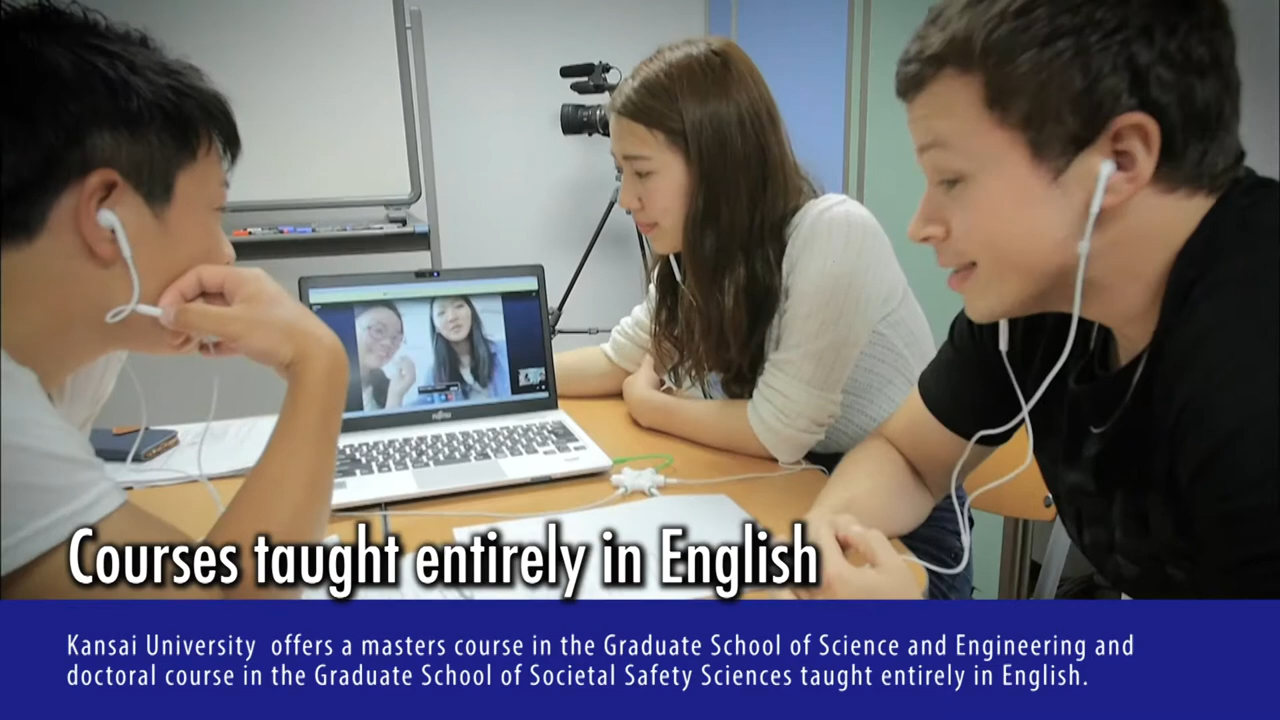 FUJITSU
Courses taught entirely in English
Kansai University  offers a masters course in the Graduate School of Science and Engineering and
doctoral course in the Graduate School of Societal Safety Sciences taught entirely in English.